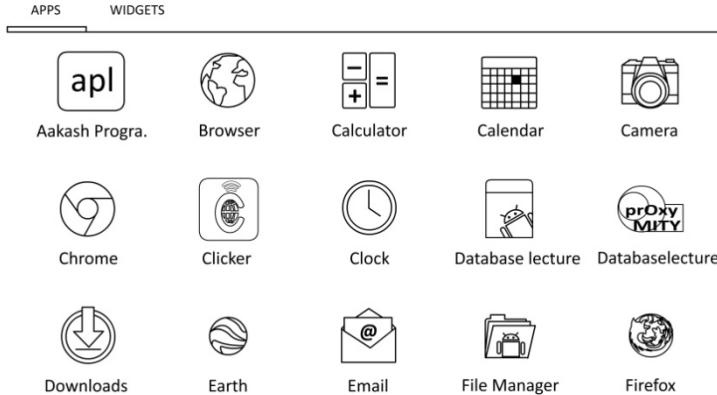 APPS WIDGETS
apl
Aakash Progra. Browser Calculator Calendar Camera
prOxy
MITY
Chrome Clicker Clock Database lecture Databaselecture
@
Downloads Earth Email File Manager Firefox